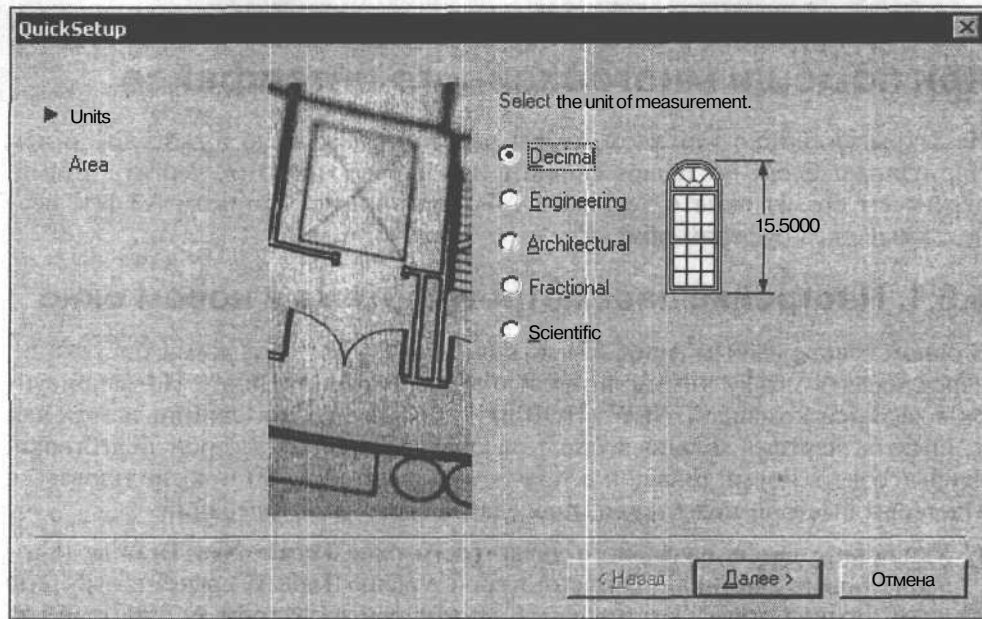 QuickSetup
Units
Area
Select the unit of measurement.
Decimal
Engineering
Architectural
Fractional
Scientific
15.5000
< Назад
Далее >
Отмена